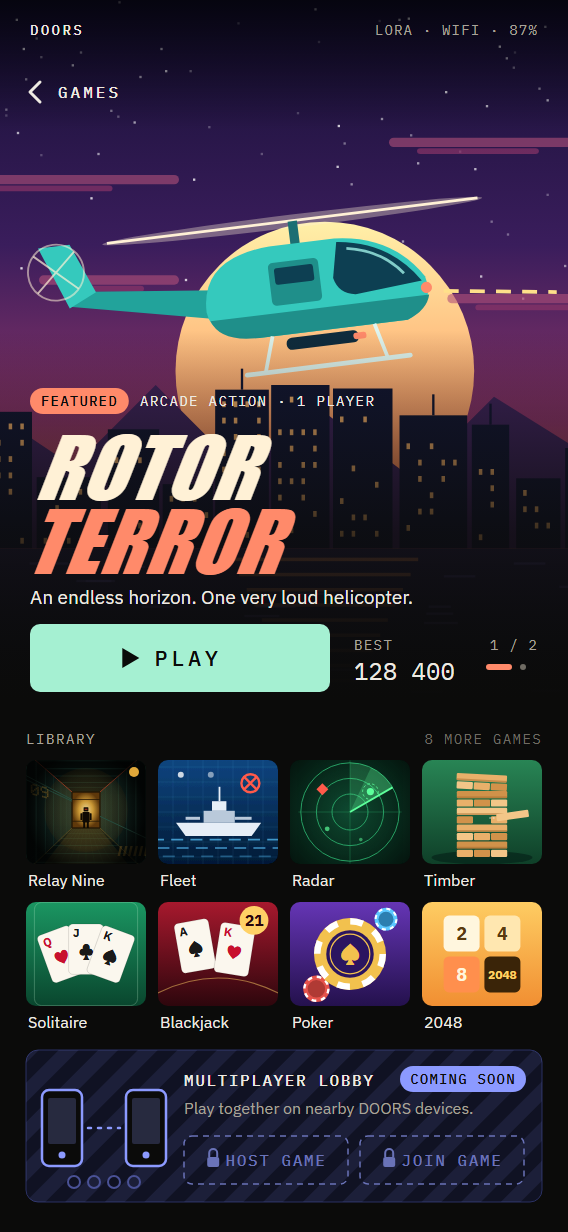 DOORS
LORA · WIFI · 87%
GAMES
FEATURED
ARCADE ACTION · 1 PLAYER
ROTOR
TERROR
An endless horizon. One very loud helicopter.
PLAY
BEST
128 400
1 / 2
LIBRARY
8 MORE GAMES
09
Relay Nine
Fleet
Radar
Timber
Q
J
K
Solitaire
A
K
21
Blackjack
Poker
2
4
8
2048
2048
MULTIPLAYER LOBBY
COMING SOON
Play together on nearby DOORS devices.
HOST GAME
JOIN GAME